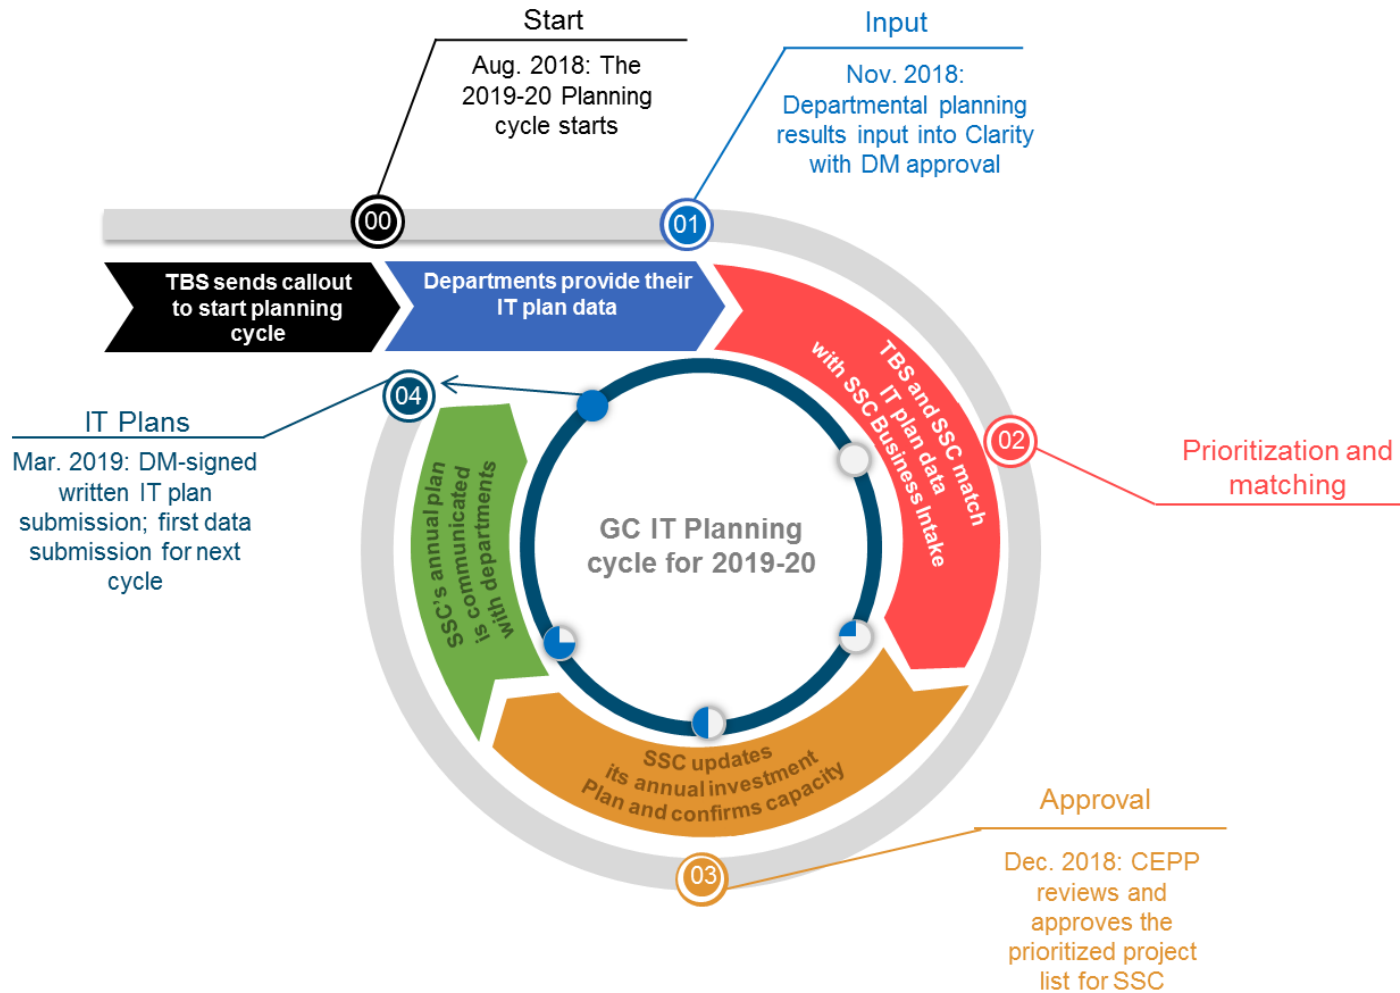 Start
Aug. 2018: The
2019-20 Planning
cycle starts
Input
Nov. 2018:
Departmental planning
results input into Clarity
with DM approval
00
01
TBS sends callout
to start planning
cycle
Departments provide their
IT plan data
TBS and SSC match
IT plan data
with SSC Business Intake
02
Prioritization and
matching
04
IT Plans
Mar. 2019: DM-signed
written IT plan
submission; first data
submission for next
cycle
SSC's annual plan
is communicated
with departments
GC IT Planning
cycle for 2019-20
SSC updates
its annual investment
Plan and confirms capacity
03
Approval
Dec. 2018: CEPP
reviews and
approves the
prioritized project
list for SSC